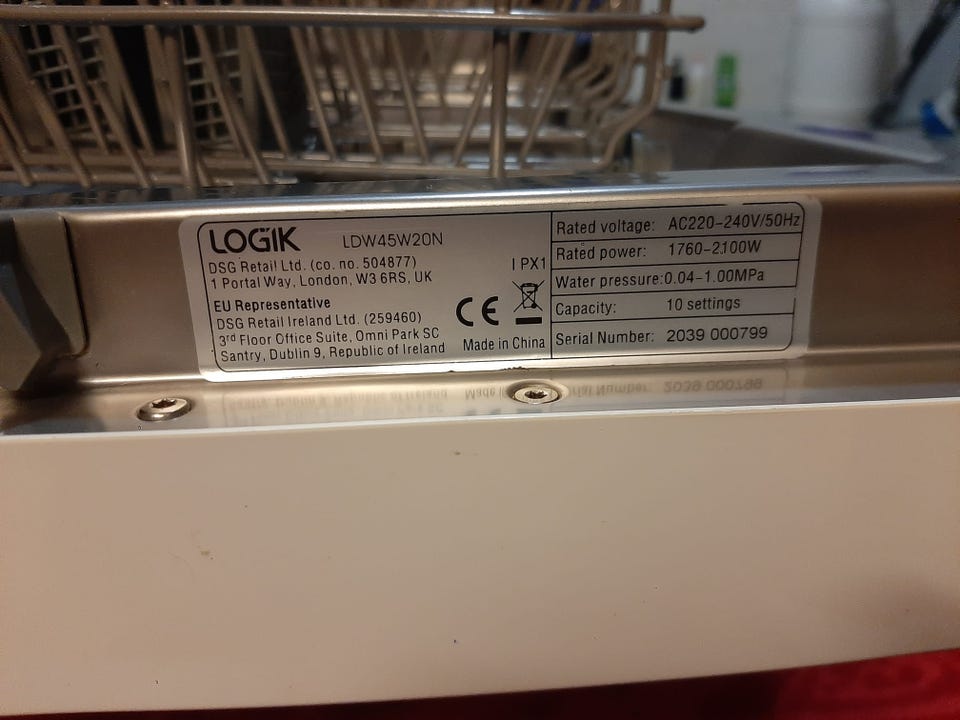 LOGIK LDW45W20N
DSG Retail Ltd. (co. no. 504877)
1 Portal Way, London, W3 6RS, UK
EU Representative
DSG Retail Ireland Ltd. (259460)
3rd Floor Office Suite, Omni Park SC
Santry, Dublin 9, Republic of Ireland
IPX1
CE
Made in China
Rated voltage: AC220-240V/50Hz
Rated power: 1760-2100W
Water pressure:0.04-1.00MPa
Capacity: 10 settings
Serial Number: 2039 000799